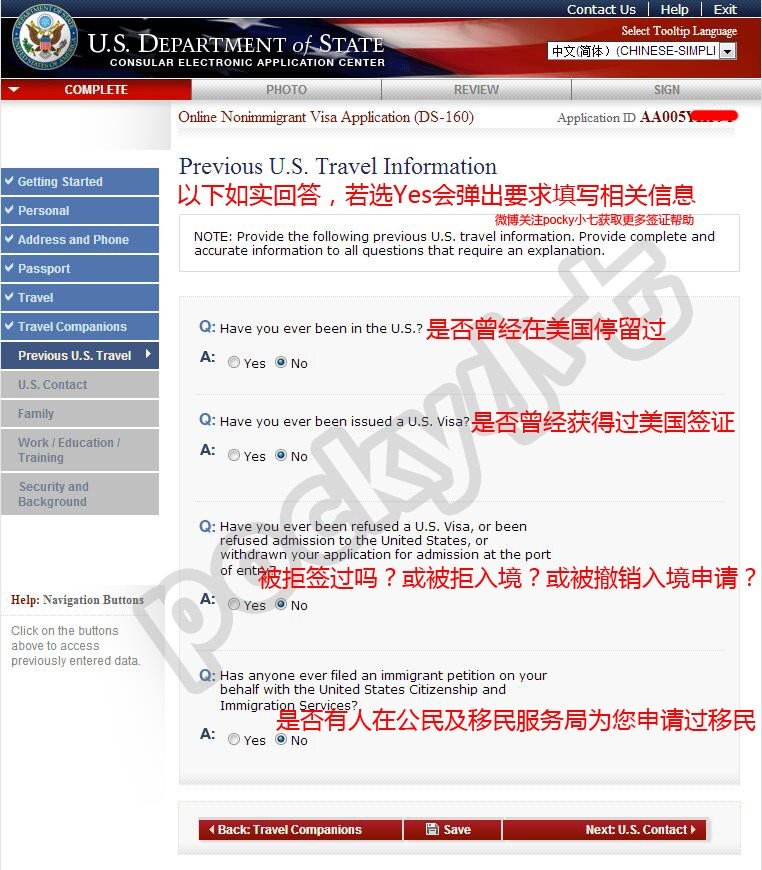 Contact Us | Help | Exit
U.S. DEPARTMENT of STATE
CONSULAR ELECTRONIC APPLICATION CENTER
Select Tooltip Language
中文(简体) (CHINESE-SIMPLI
COMPLETE PHOTO REVIEW SIGN
Online Nonimmigrant Visa Application (DS-160)
Application ID AA005
Getting Started
Personal
Address and Phone
Passport
Travel
Travel Companions
Previous U.S. Travel
U.S. Contact
Family
Work / Education /
Training
Security and
Background
Help: Navigation Buttons
Click on the buttons
above to access
previously entered data.
Previous U.S. Travel Information
以下如实回答，若选Yes会弹出要求填写相关信息
微博关注pocky小七获取更多签证帮助
NOTE: Provide the following previous U.S. travel information. Provide complete and
accurate information to all questions that require an explanation.
Q: Have you ever been in the U.S.? 是否曾经在美国停留过
A: Yes No
Q: Have you ever been issued a U.S. Visa? 是否曾经获得过美国签证
A: Yes No
Q: Have you ever been refused a U.S. Visa, or been
refused admission to the United States, or
withdrawn your application for admission at the port
of entry?
被拒签过吗？或被拒入境？或被撤销入境申请？
A: Yes No
Q: Has anyone ever filed an immigrant petition on your
behalf with the United States Citizenship and
Immigration Services?
是否有人在公民及移民服务局为您申请过移民
A: Yes No
pocky小七
Back: Travel Companions Save Next: U.S. Contact